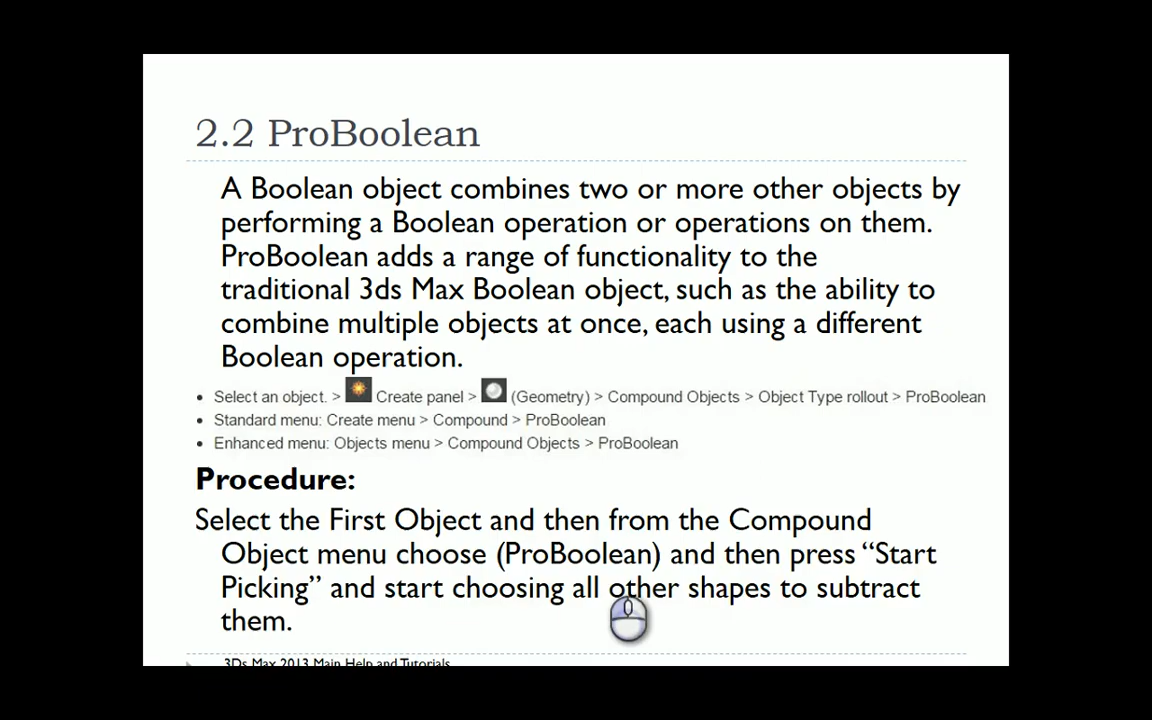 2.2 ProBoolean
A Boolean object combines two or more other objects by
performing a Boolean operation or operations on them.
ProBoolean adds a range of functionality to the
traditional 3ds Max Boolean object, such as the ability to
combine multiple objects at once, each using a different
Boolean operation.
• Select an object. > Create panel > (Geometry) > Compound Objects > Object Type rollout > ProBoolean
• Standard menu: Create menu > Compound > ProBoolean
• Enhanced menu: Objects menu > Compound Objects > ProBoolean
Procedure:
Select the First Object and then from the Compound
Object menu choose (ProBoolean) and then press “Start
Picking” and start choosing all other shapes to subtract
them.
3Ds Max 2013 Main Help and Tutorials